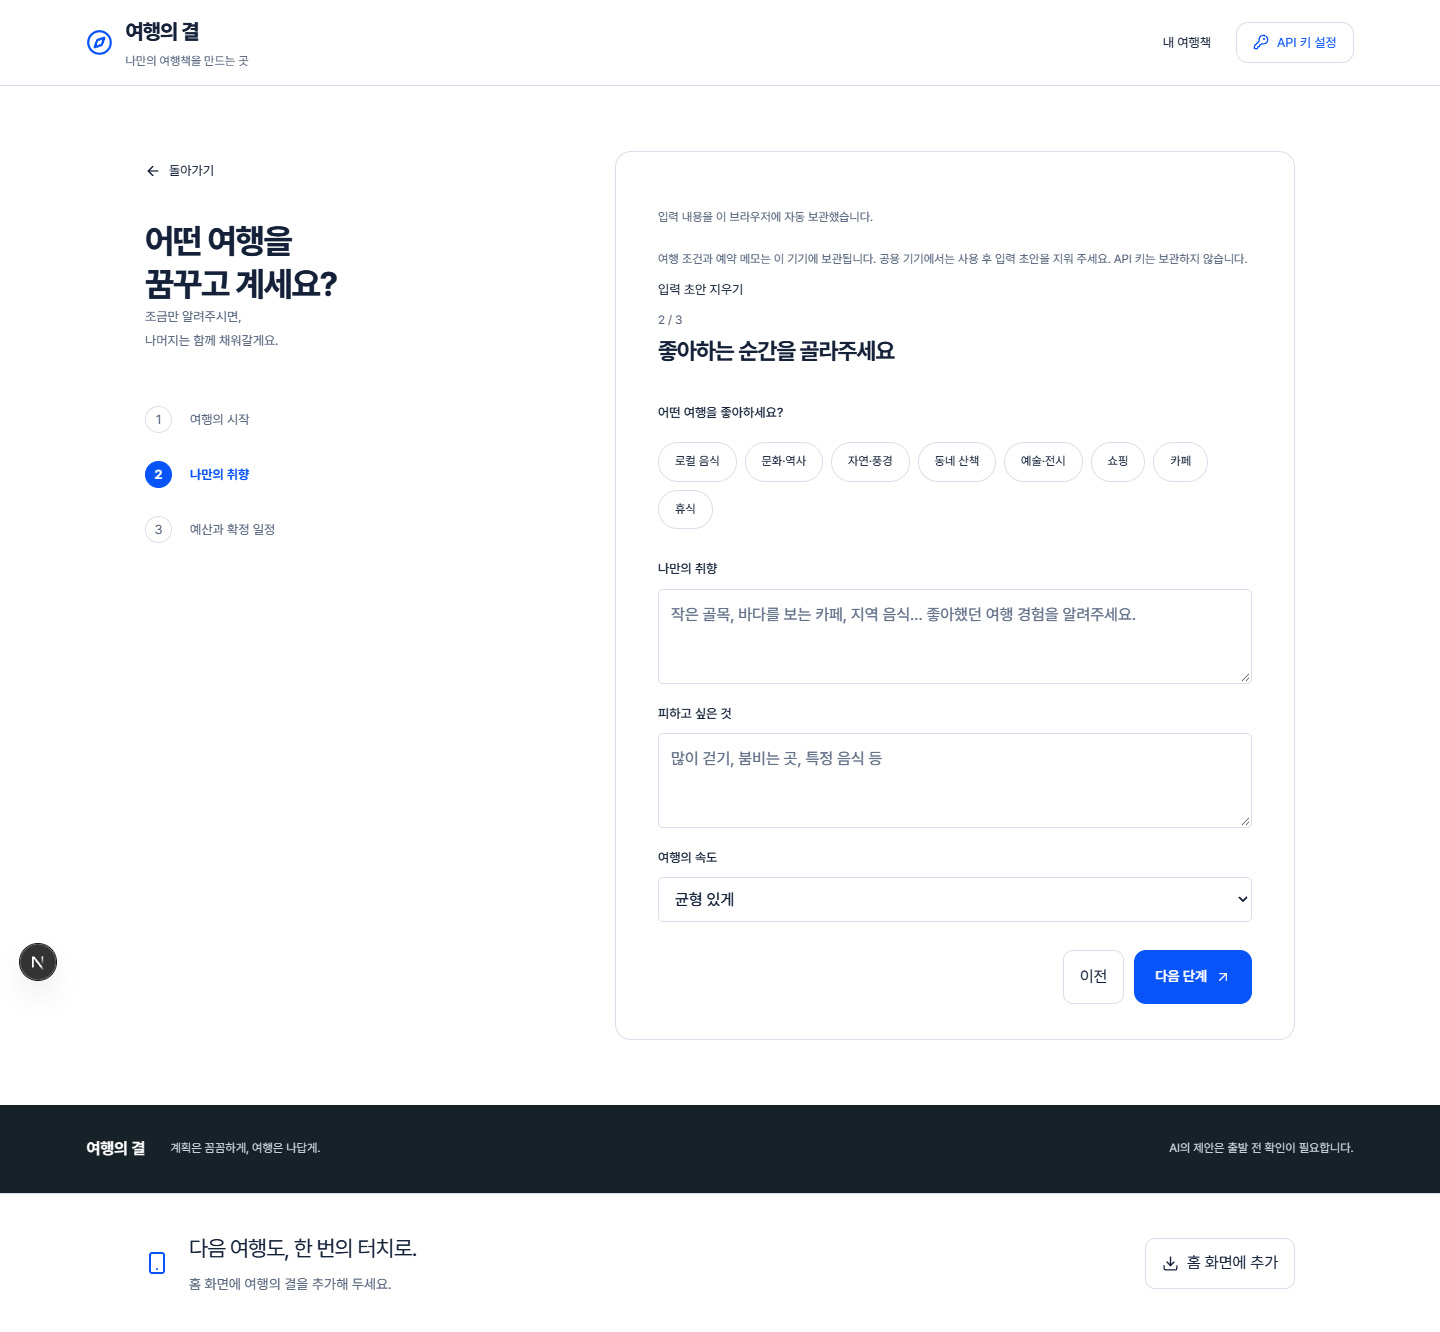 여행의 결
나만의 여행책을 만드는 곳
내 여행책
API 키 설정
돌아가기
어떤 여행을
꿈꾸고 계세요?
조금만 알려주시면,
나머지는 함께 채워갈게요.
1 여행의 시작
2 나만의 취향
3 예산과 확정 일정
입력 내용을 이 브라우저에 자동 보관했습니다.
여행 조건과 예약 메모는 이 기기에 보관됩니다. 공용 기기에서는 사용 후 입력 초안을 지워 주세요. API 키는 보관하지 않습니다.
입력 초안 지우기
2 / 3
좋아하는 순간을 골라주세요
어떤 여행을 좋아하세요?
로컬 음식 문화·역사 자연·풍경 동네 산책 예술·전시 쇼핑 카페
휴식
나만의 취향
작은 골목, 바다를 보는 카페, 지역 음식... 좋아했던 여행 경험을 알려주세요.
피하고 싶은 것
많이 걷기, 붐비는 곳, 특정 음식 등
여행의 속도
균형 있게
이전
다음 단계
N
여행의 결
계획은 꼼꼼하게, 여행은 나답게.
AI의 제안은 출발 전 확인이 필요합니다.
다음 여행도, 한 번의 터치로.
홈 화면에 여행의 결을 추가해 두세요.
홈 화면에 추가